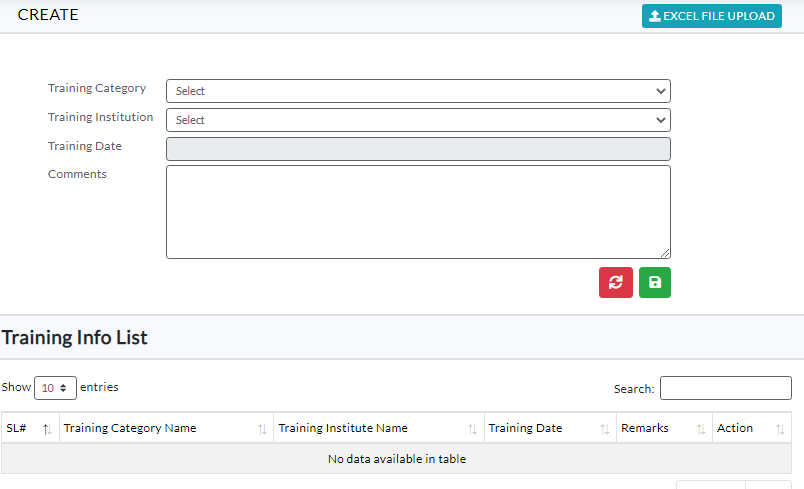 CREATE
EXCEL FILE UPLOAD
Training Category Select
Training Institution Select
Training Date
Comments
Training Info List
Show 10 entries Search:
SL# Training Category Name Training Institute Name Training Date Remarks Action
No data available in table